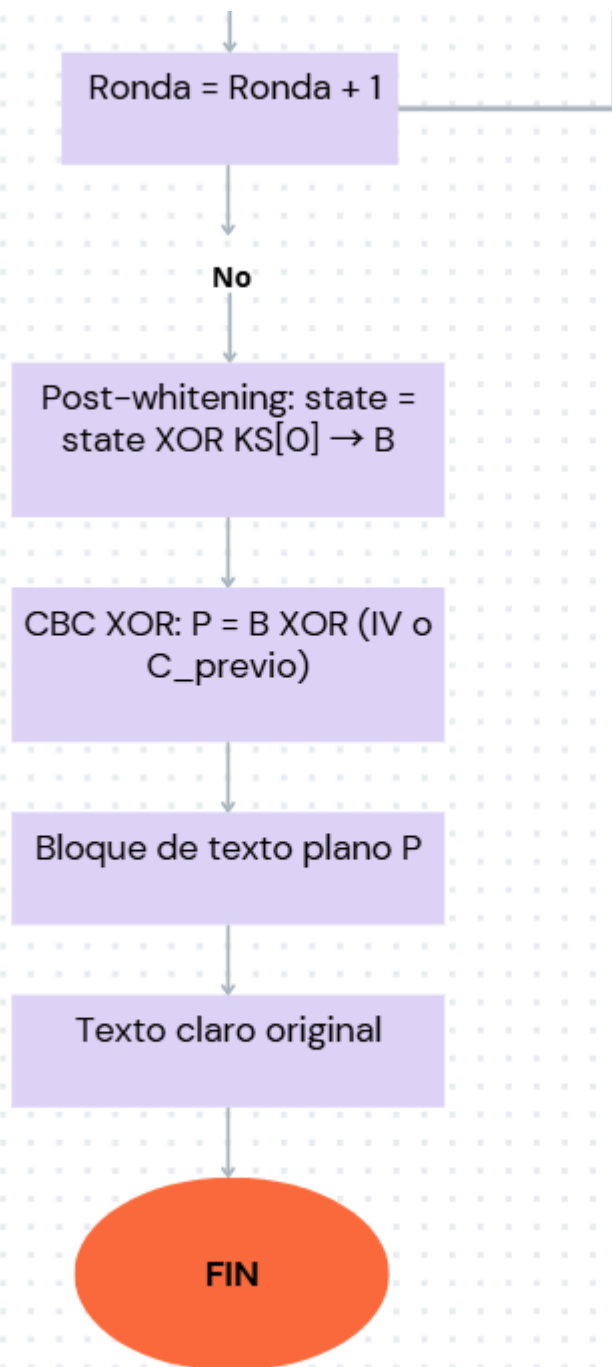 Ronda = Ronda + 1
No
Post-whitening: state =
state XOR KS[0] → B
CBC XOR: P = B XOR (IV o
C_previo)
Bloque de texto plano P
Texto claro original
FIN